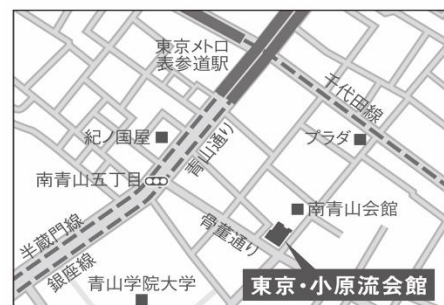 東京メトロ
表参道駅
千代田線
紀ノ国屋
青山通り
プラダ
南青山五丁目
南青山会館
骨董通り
半蔵門線
銀座線
青山学院大学
東京・小原流会館